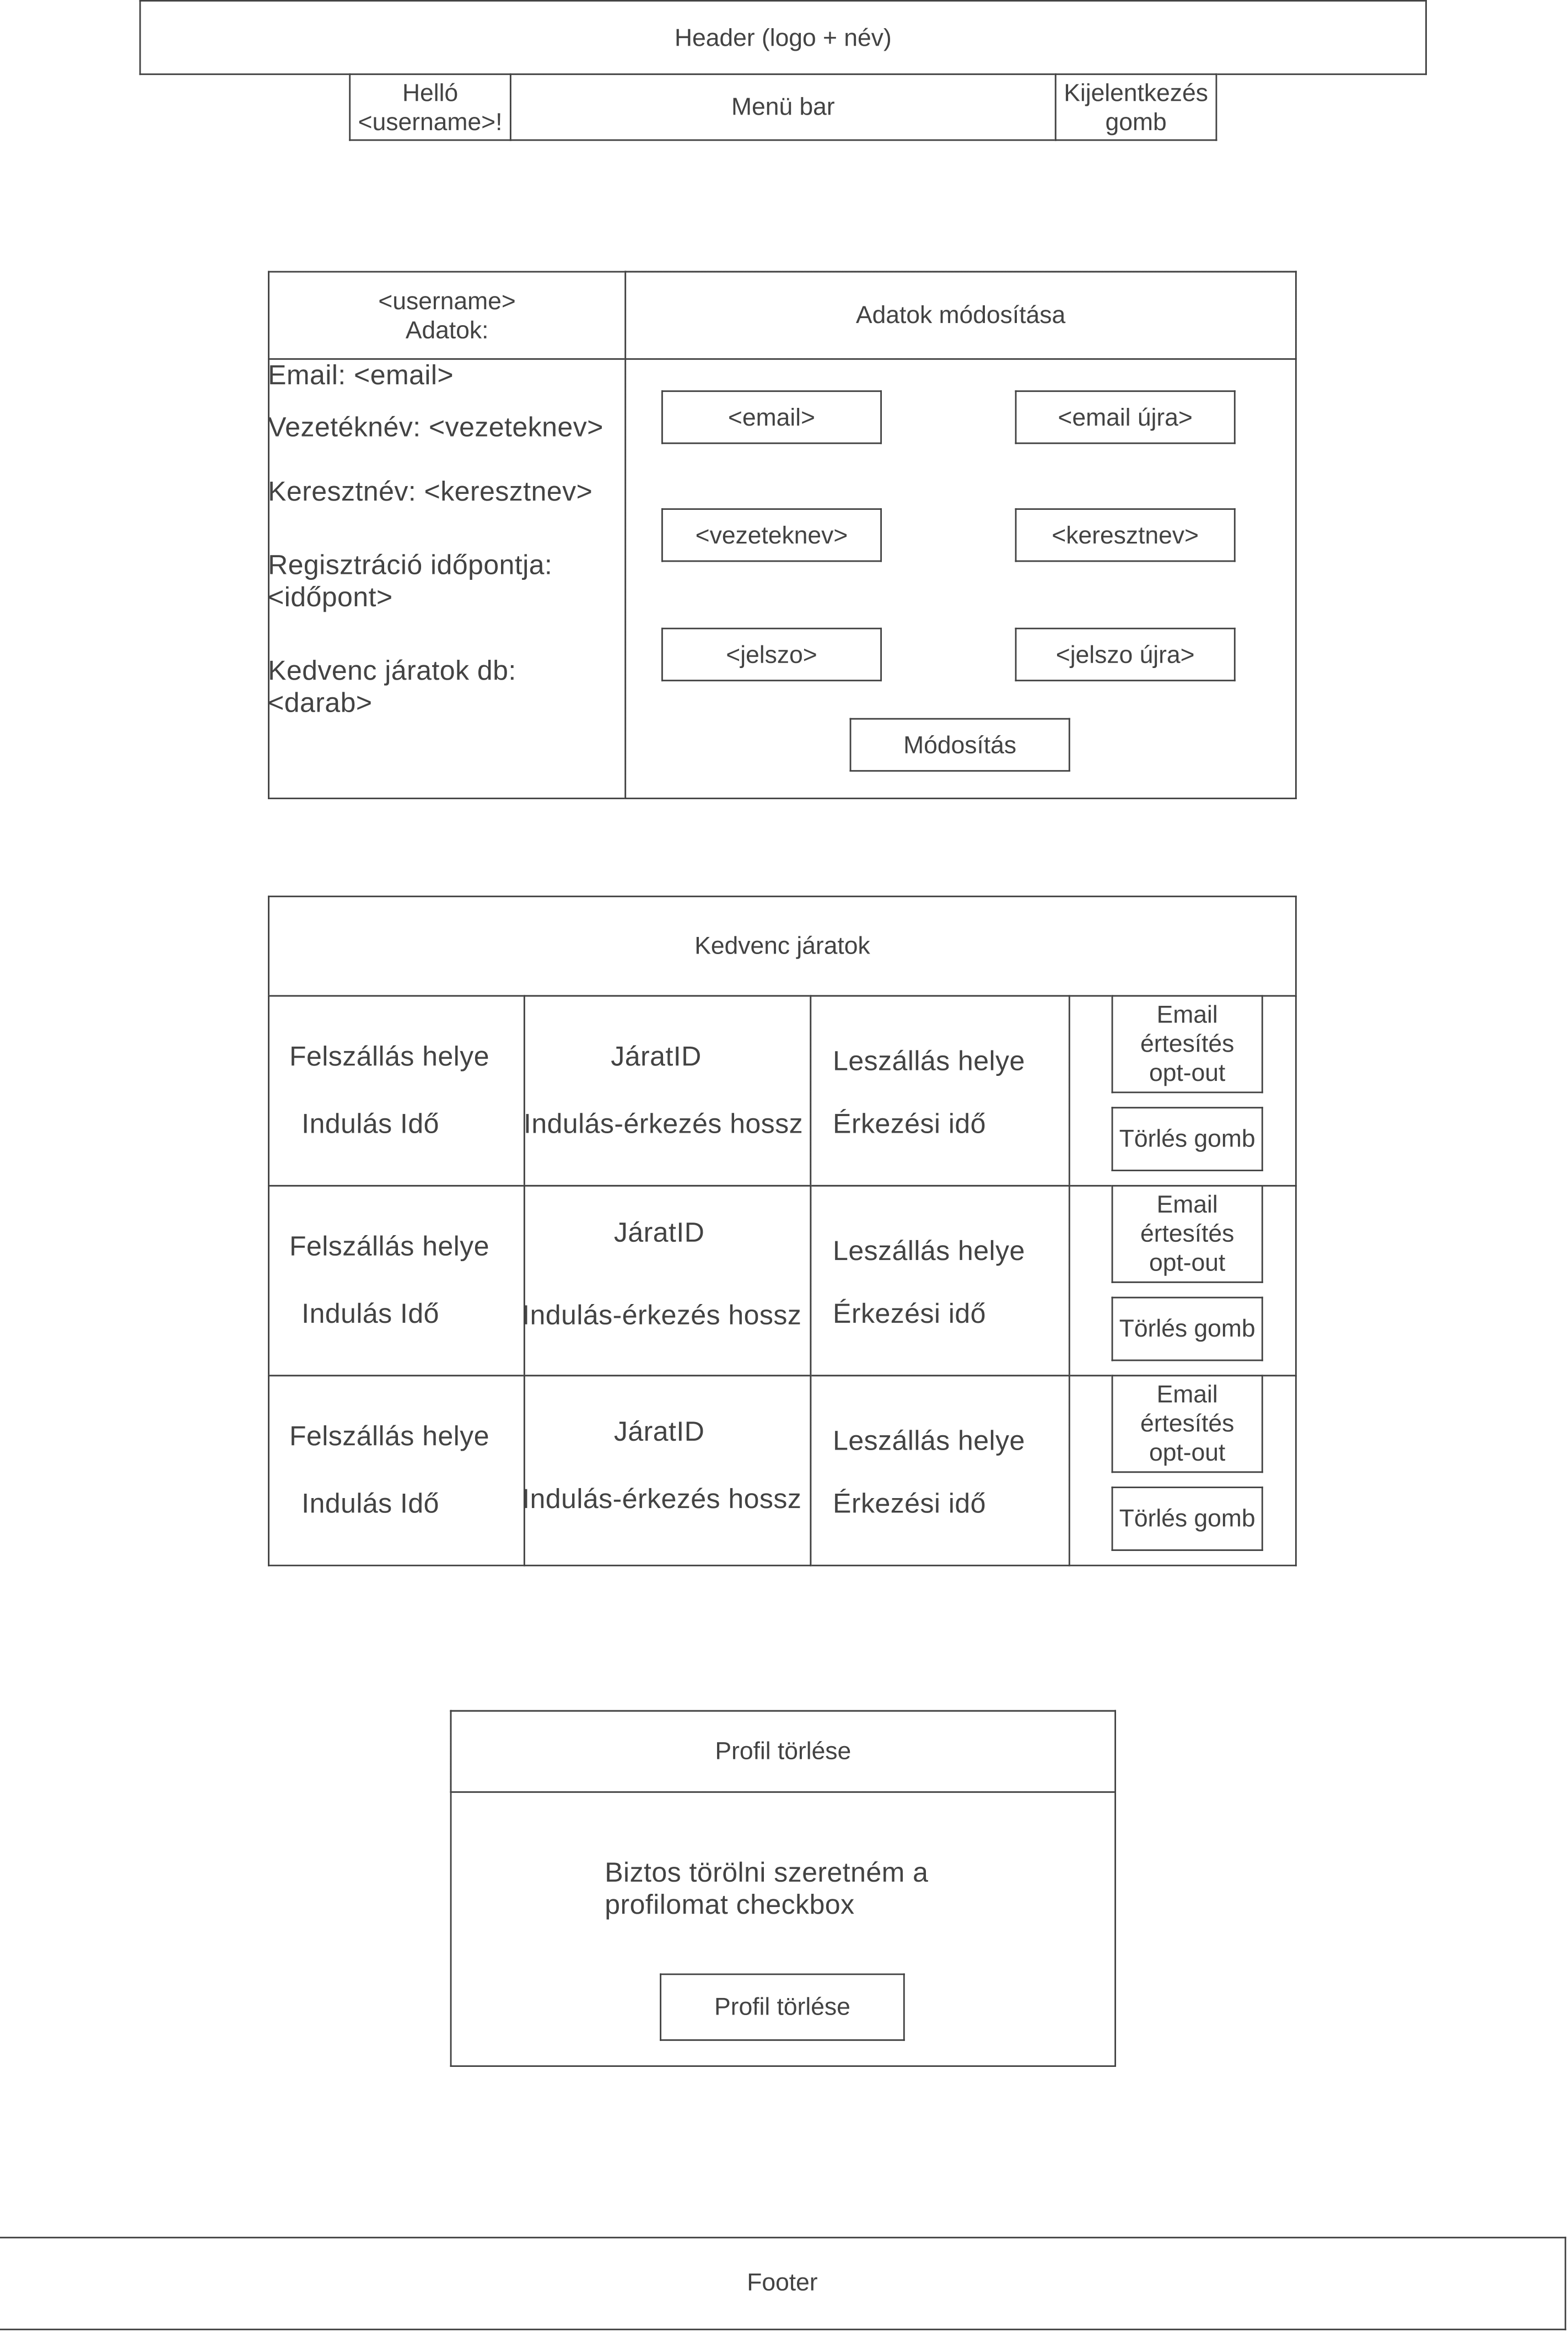 Header (logo + név)
Helló
<username>!
Menü bar
Kijelentkezés
gomb
<username>
Adatok:
Adatok módosítása
Email: <email>
Vezetéknév: <vezeteknev>
Keresztnév: <keresztnev>
Regisztráció időpontja:
<időpont>
Kedvenc járatok db:
<darab>
<email>
<email újra>
<vezeteknev>
<keresztnev>
<jelszo>
<jelszo újra>
Módosítás
Kedvenc járatok
Felszállás helye
Indulás Idő
JáratID
Indulás-érkezés hossz
Leszállás helye
Érkezési idő
Email
értesítés
opt-out
Törlés gomb
Felszállás helye
Indulás Idő
JáratID
Indulás-érkezés hossz
Leszállás helye
Érkezési idő
Email
értesítés
opt-out
Törlés gomb
Felszállás helye
Indulás Idő
JáratID
Indulás-érkezés hossz
Leszállás helye
Érkezési idő
Email
értesítés
opt-out
Törlés gomb
Profil törlése
Biztos törölni szeretném a
profilomat checkbox
Profil törlése
Footer